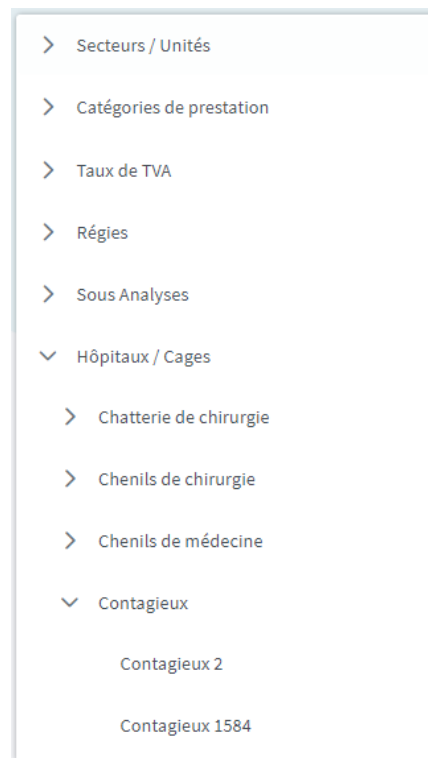 Secteurs / Unités
Catégories de prestation
Taux de TVA
Régies
Sous Analyses
Hôpitaux / Cages
Chatterie de chirurgie
Chenils de chirurgie
Chenils de médecine
Contagieux
Contagieux 2
Contagieux 1584